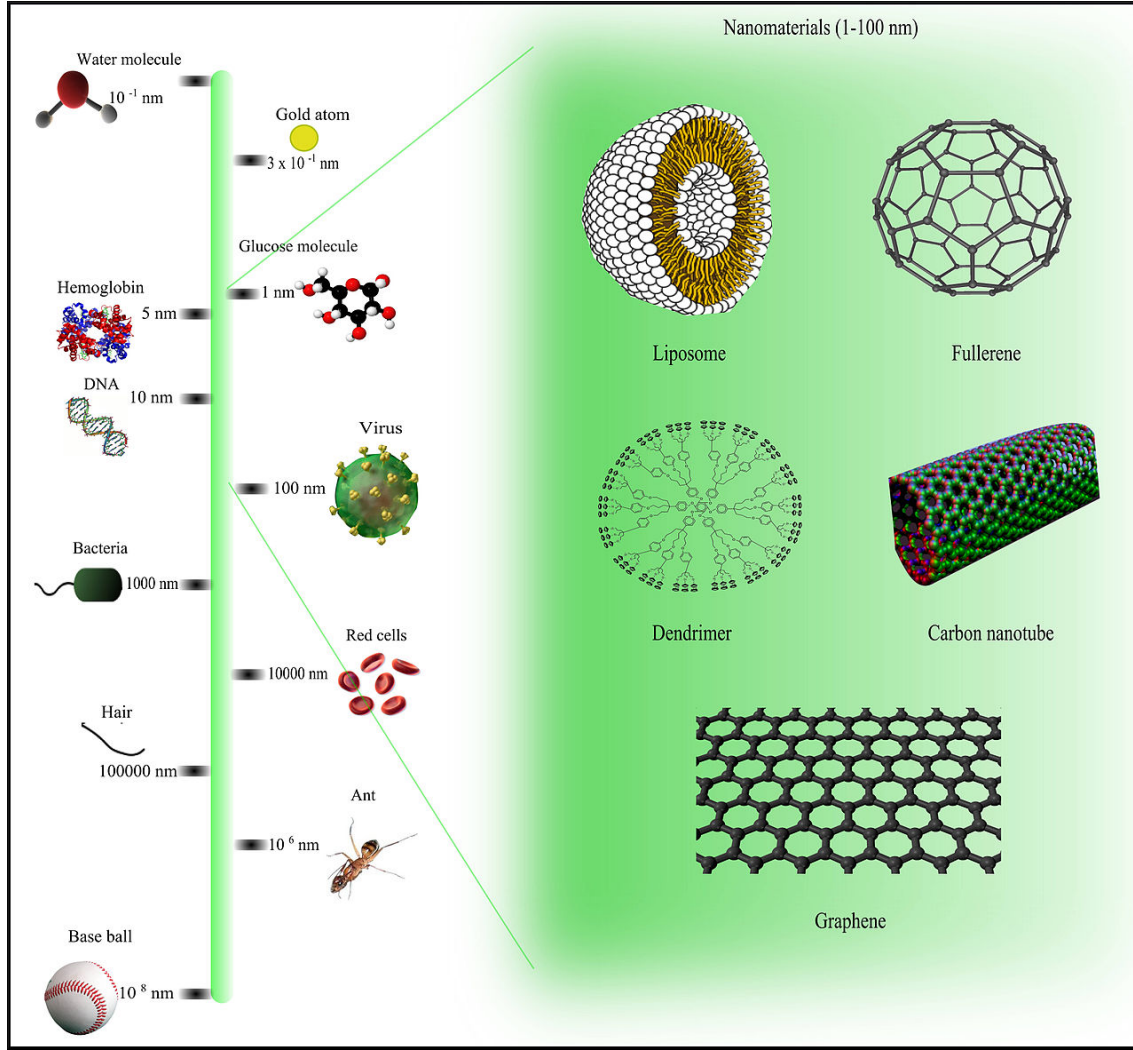 Nanomaterials (1-100 nm)
Water molecule
10 ⁻¹ nm
Gold atom
3 x 10⁻¹ nm
Glucose molecule
1 nm
Hemoglobin
5 nm
DNA
10 nm
Virus
100 nm
Bacteria
1000 nm
Red cells
10000 nm
Hair
100000 nm
Ant
10 ⁶ nm
Base ball
10 ⁸ nm
Liposome
Fullerene
Dendrimer
Carbon nanotube
Graphene